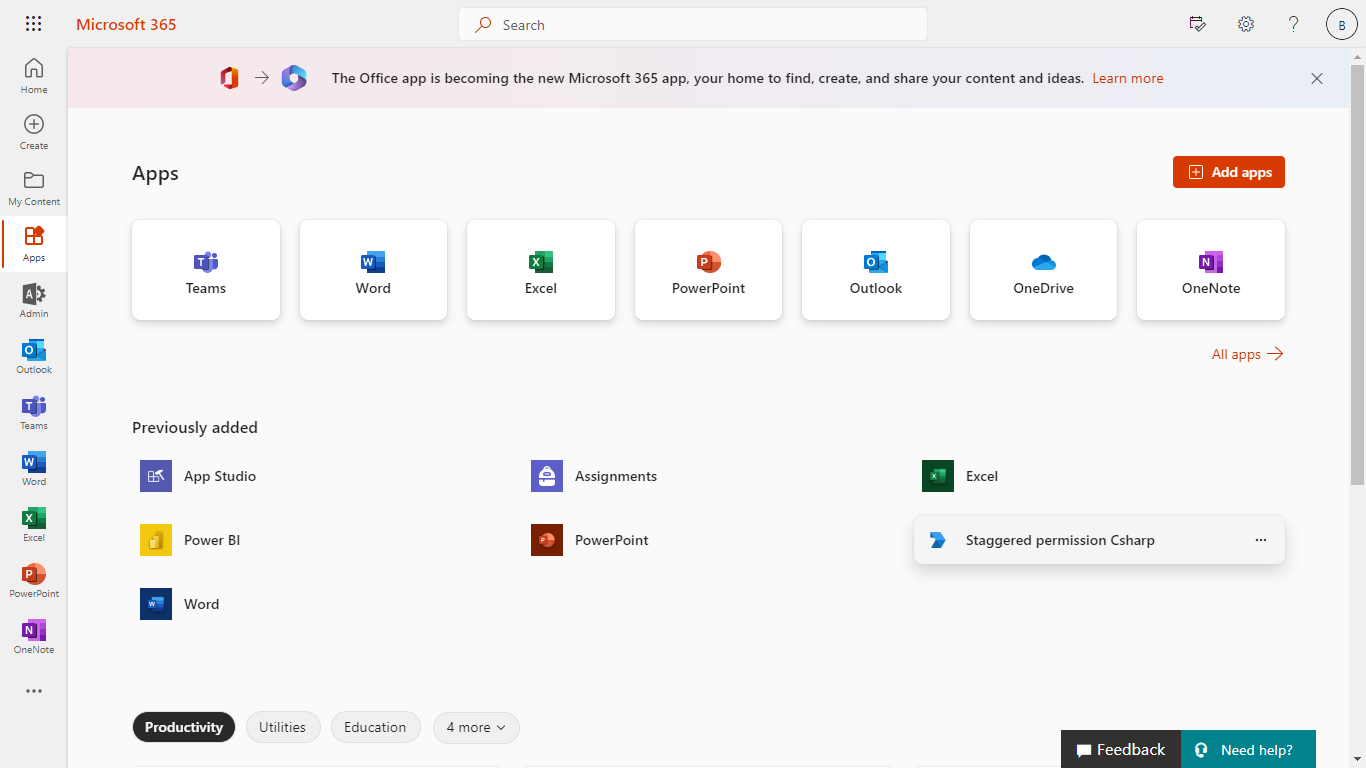 Microsoft 365
Search
B
Home
Create
My Content
Apps
Admin
Outlook
Teams
Word
Excel
PowerPoint
OneNote
The Office app is becoming the new Microsoft 365 app, your home to find, create, and share your content and ideas. Learn more
Apps
Add apps
Teams
Word
Excel
PowerPoint
Outlook
OneDrive
OneNote
All apps
Previously added
App Studio
Assignments
Excel
Power BI
PowerPoint
Staggered permission Csharp
Word
Productivity
Utilities
Education
4 more
Feedback
Need help?